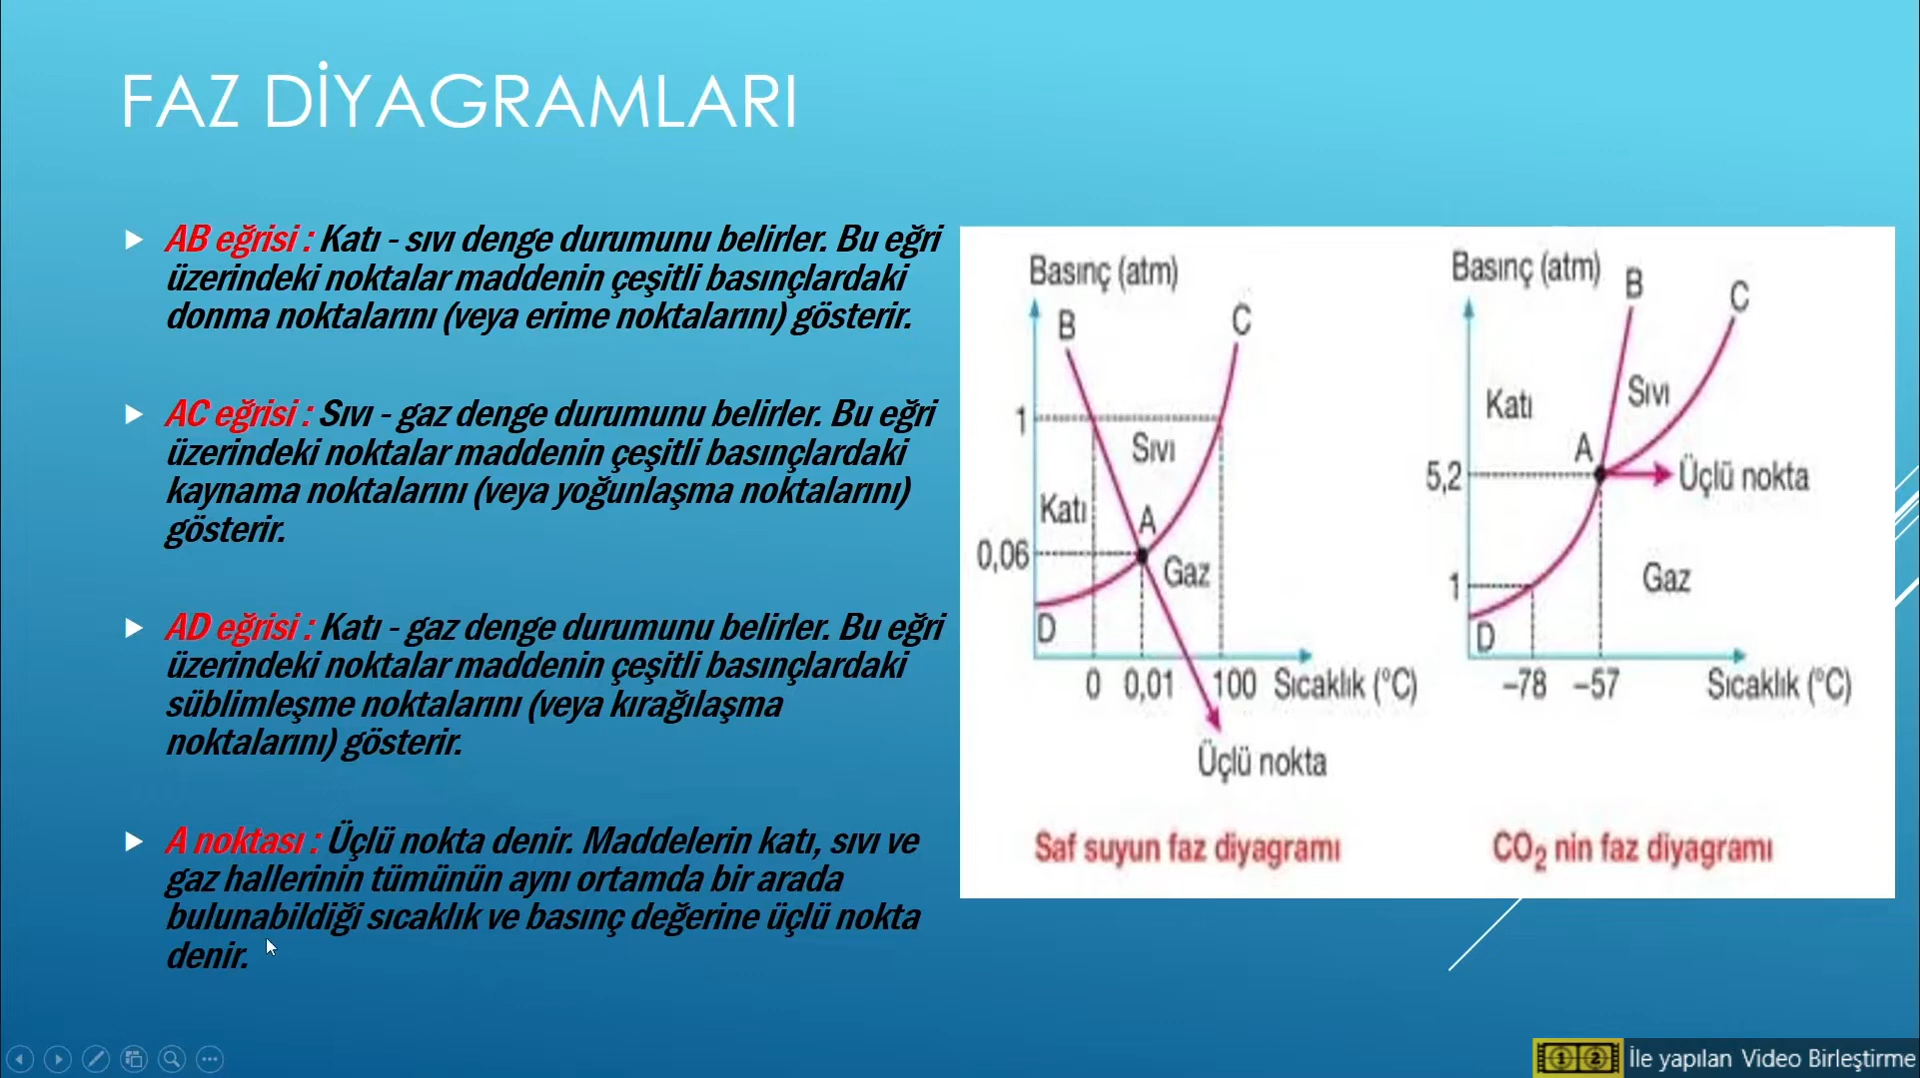 FAZ DİYAGRAMLARI
AB eğrisi : Katı - sıvı denge durumunu belirler. Bu eğri
üzerindeki noktalar maddenin çeşitli basınçlardaki
donma noktalarını (veya erime noktalarını) gösterir.
AC eğrisi : Sıvı - gaz denge durumunu belirler. Bu eğri
üzerindeki noktalar maddenin çeşitli basınçlardaki
kaynama noktalarını (veya yoğunlaşma noktalarını)
gösterir.
AD eğrisi : Katı - gaz denge durumunu belirler. Bu eğri
üzerindeki noktalar maddenin çeşitli basınçlardaki
süblimleşme noktalarını (veya kırağılaşma
noktalarını) gösterir.
A noktası : Üçlü nokta denir. Maddelerin katı, sıvı ve
gaz hallerinin tümünün aynı ortamda bir arada
bulunabildiği sıcaklık ve basınç değerine üçlü nokta
denir.
Basınç (atm)
B
C
1
Sıvı
Katı
A
0,06
Gaz
D
0 0,01 100 Sıcaklık (°C)
Üçlü nokta
Saf suyun faz diyagramı
Basınç (atm)
B
C
Katı
Sıvı
A
5,2
Üçlü nokta
1
Gaz
D
–78 –57 Sıcaklık (°C)
CO₂ nin faz diyagramı
1 2 İle yapılan Video Birleştirme